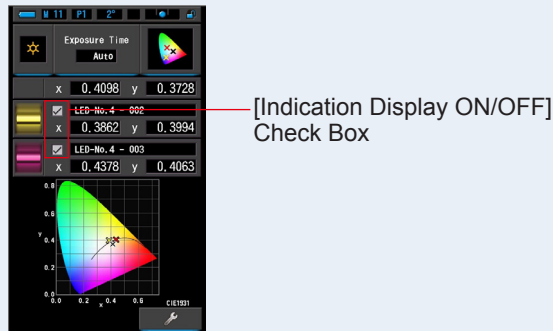 M 11 P1 2°
Exposure Time
Auto
x 0.4098 y 0.3728
LED-No.4 - 002
[Indication Display ON/OFF]
Check Box
x 0.3862 y 0.3994
LED-No.4 - 003
x 0.4378 y 0.4063
0.8
0.6
y
0.4
0.2
0.0
0.0 0.2 x 0.4 0.6 CIE1931